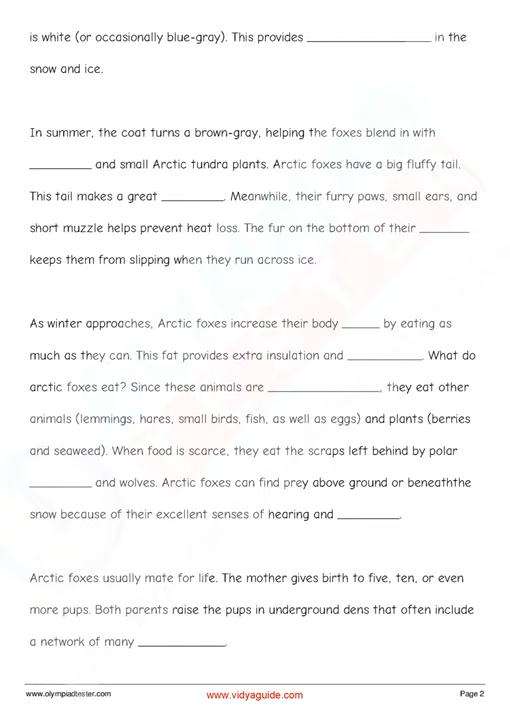 is white (or occasionally blue-gray). This provides ____________________ in the
snow and ice.
In summer, the coat turns a brown-gray, helping the foxes blend in with
__________ and small Arctic tundra plants. Arctic foxes have a big fluffy tail.
This tail makes a great __________. Meanwhile, their furry paws, small ears, and
short muzzle helps prevent heat loss. The fur on the bottom of their ________
keeps them from slipping when they run across ice.
As winter approaches, Arctic foxes increase their body ______ by eating as
much as they can. This fat provides extra insulation and ____________. What do
arctic foxes eat? Since these animals are __________________, they eat other
animals (lemmings, hares, small birds, fish, as well as eggs) and plants (berries
and seaweed). When food is scarce, they eat the scraps left behind by polar
__________ and wolves. Arctic foxes can find prey above ground or beneaththe
snow because of their excellent senses of hearing and __________.
Arctic foxes usually mate for life. The mother gives birth to five, ten, or even
more pups. Both parents raise the pups in underground dens that often include
a network of many ______________.
www.olympiadtester.com www.vidyaguide.com Page 2